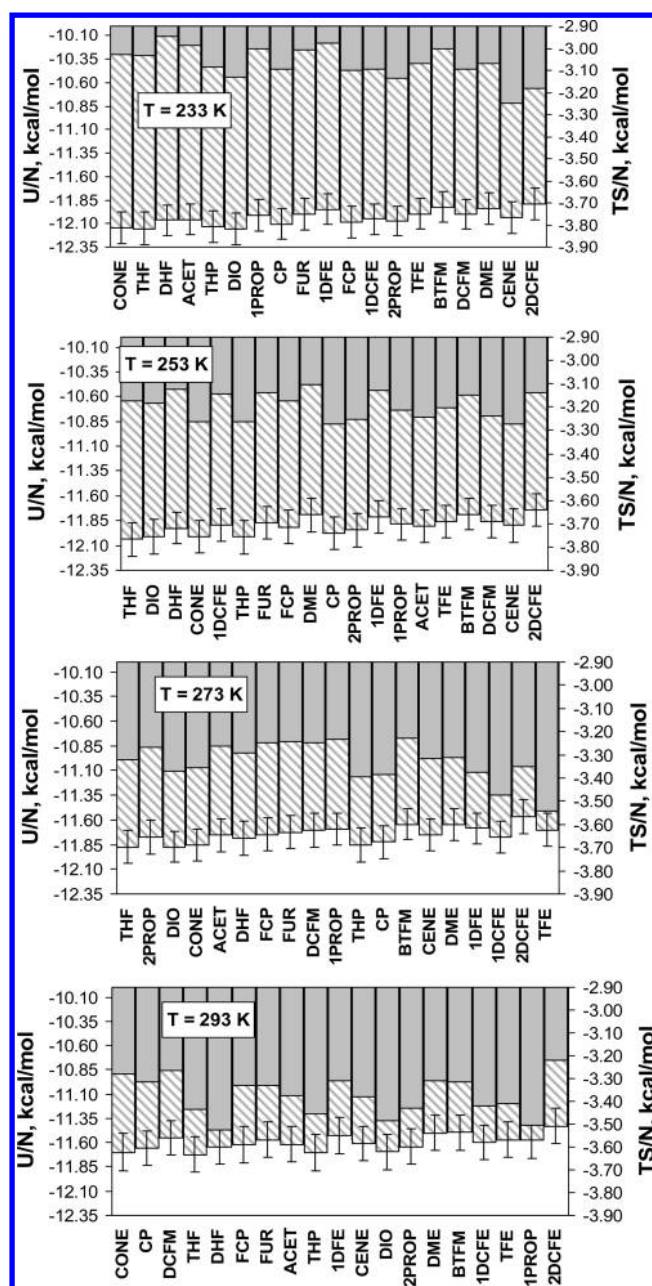 -10.10
-10.35
-10.60
-10.85
-11.10
-11.35
-11.60
-11.85
-12.10
-12.35
U/N, kcal/mol
T = 233 K
-2.90
-3.00
-3.10
-3.20
-3.30
-3.40
-3.50
-3.60
-3.70
-3.80
-3.90
TS/N, kcal/mol
CONE
THF
DHF
ACET
THP
DIO
1PROP
CP
FUR
1DFE
FCP
1DCFE
2PROP
TFE
BTFM
DCFM
DME
CENE
2DCFE
-10.10
-10.35
-10.60
-10.85
-11.10
-11.35
-11.60
-11.85
-12.10
-12.35
U/N, kcal/mol
T = 253 K
-2.90
-3.00
-3.10
-3.20
-3.30
-3.40
-3.50
-3.60
-3.70
-3.80
-3.90
TS/N, kcal/mol
THF
DIO
DHF
CONE
1DCFE
THP
FUR
FCP
DME
CP
2PROP
1DFE
1PROP
ACET
TFE
BTFM
DCFM
CENE
2DCFE
-10.10
-10.35
-10.60
-10.85
-11.10
-11.35
-11.60
-11.85
-12.10
-12.35
U/N, kcal/mol
T = 273 K
-2.90
-3.00
-3.10
-3.20
-3.30
-3.40
-3.50
-3.60
-3.70
-3.80
-3.90
TS/N, kcal/mol
THF
2PROP
DIO
CONE
ACET
DHF
FCP
FUR
DCFM
1PROP
THP
CP
BTFM
CENE
DME
1DFE
1DCFE
2DCFE
TFE
-10.10
-10.35
-10.60
-10.85
-11.10
-11.35
-11.60
-11.85
-12.10
-12.35
U/N, kcal/mol
T = 293 K
-2.90
-3.00
-3.10
-3.20
-3.30
-3.40
-3.50
-3.60
-3.70
-3.80
-3.90
TS/N, kcal/mol
CONE
CP
DCFM
THF
DHF
FCP
FUR
ACET
THP
1DFE
CENE
DIO
2PROP
DME
BTFM
1DCFE
TFE
1PROP
2DCFE